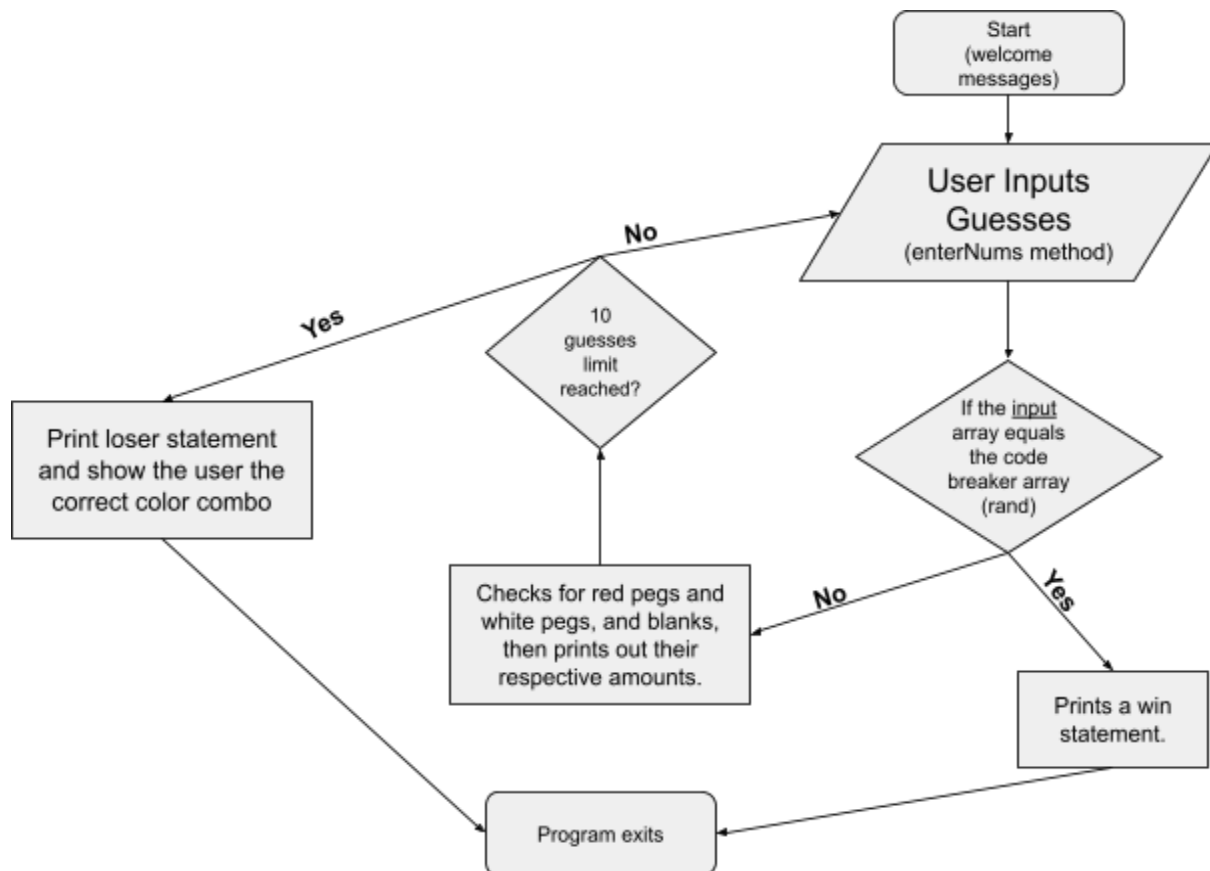 Start
(welcome
messages)
User Inputs
Guesses
(enterNums method)
No
Yes
10
guesses
limit
reached?
If the input
array equals
the code
breaker array
(rand)
Print loser statement
and show the user the
correct color combo
Checks for red pegs and
white pegs, and blanks,
then prints out their
respective amounts.
No
Yes
Prints a win
statement.
Program exits